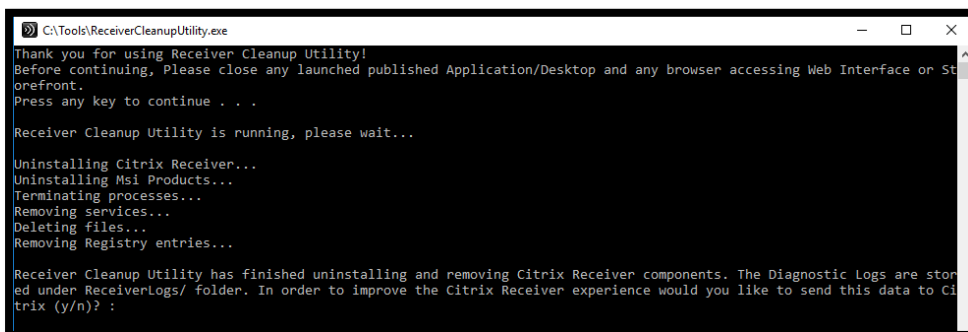 C:\Tools\ReceiverCleanupUtility.exe
Thank you for using Receiver Cleanup Utility!
Before continuing, Please close any launched published Application/Desktop and any browser accessing Web Interface or St
orefront.
Press any key to continue . . .
Receiver Cleanup Utility is running, please wait...
Uninstalling Citrix Receiver...
Uninstalling Msi Products...
Terminating processes...
Removing services...
Deleting files...
Removing Registry entries...
Receiver Cleanup Utility has finished uninstalling and removing Citrix Receiver components. The Diagnostic Logs are stor
ed under ReceiverLogs/ folder. In order to improve the Citrix Receiver experience would you like to send this data to Ci
trix (y/n)? :